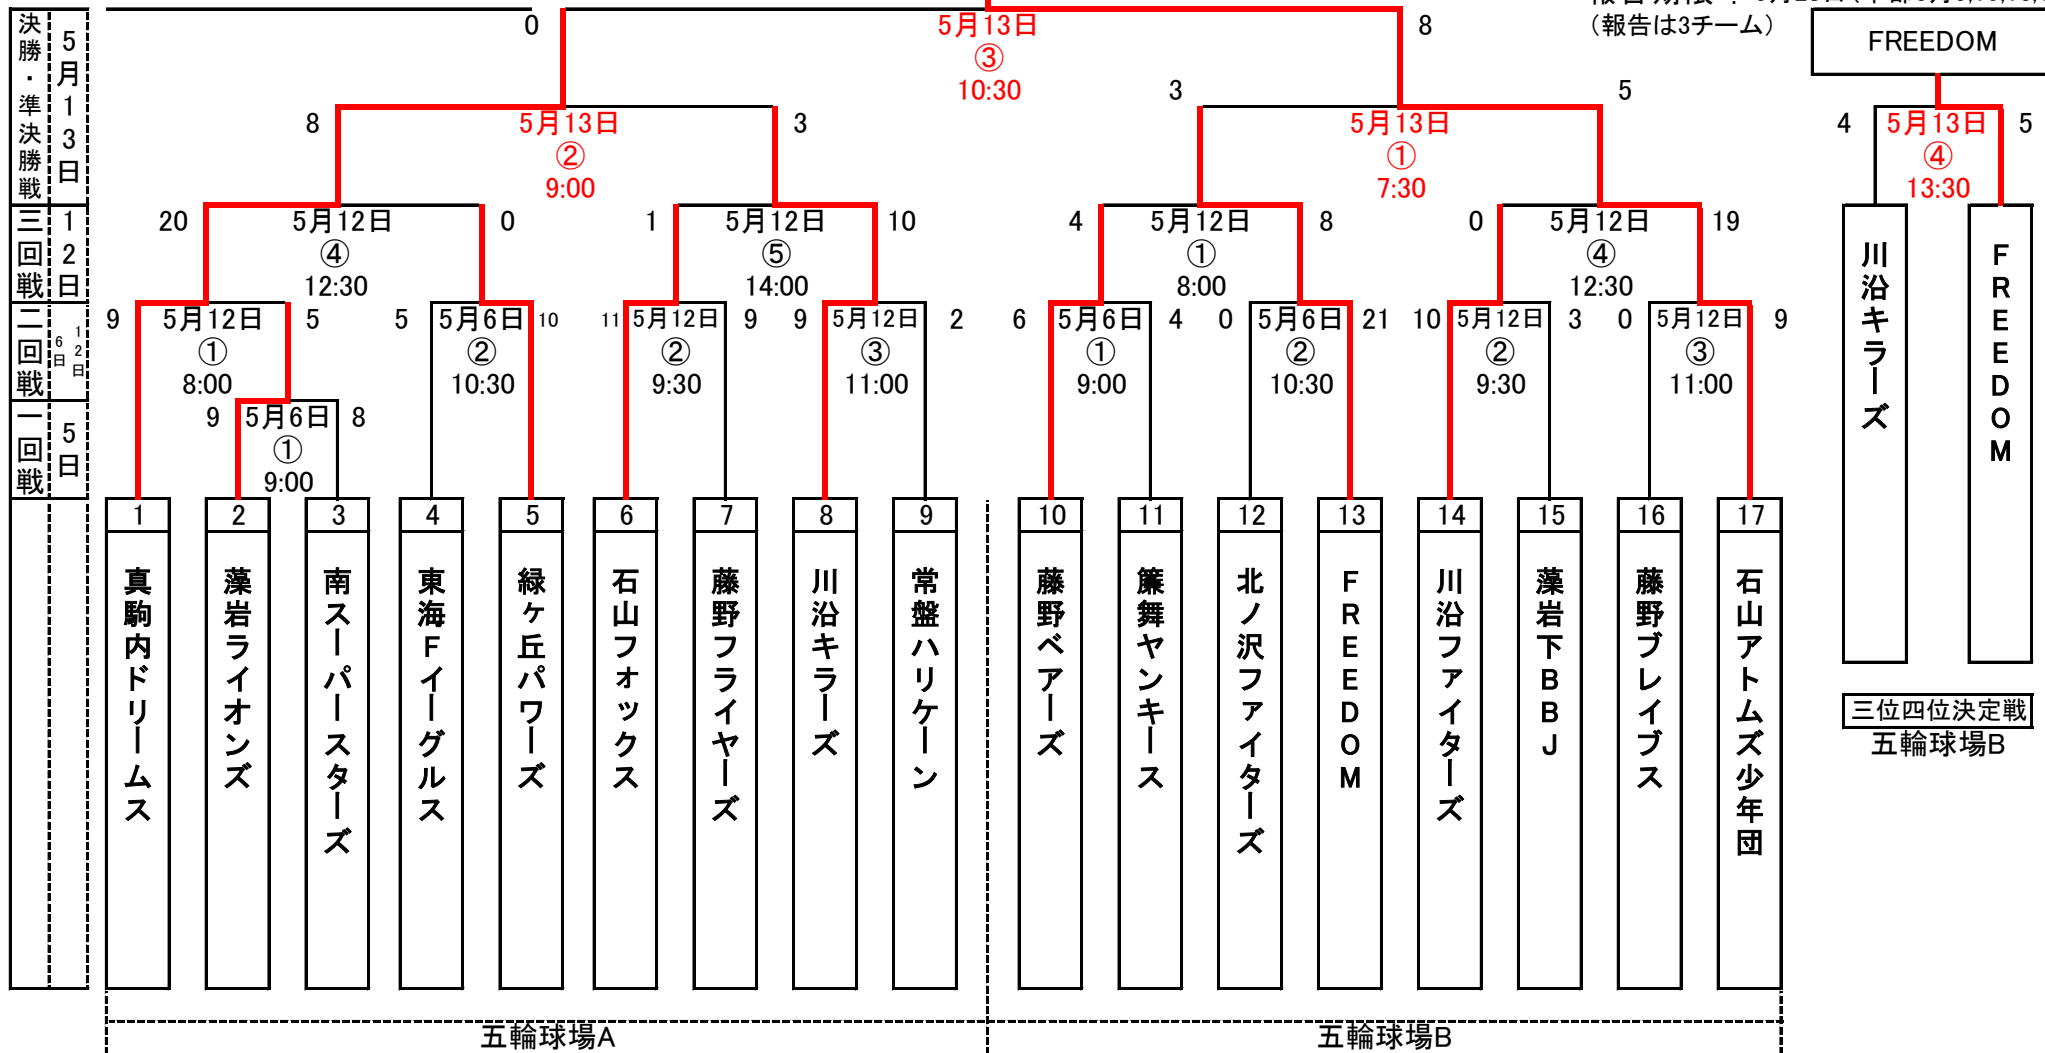 (報告は3チーム)
FREEDOM
決勝・準決勝戦
5月13日
0
5月13日
③
10:30
8
8
5月13日
②
9:00
3
3
5月13日
①
7:30
5
4
5月13日
④
13:30
5
三回戦
12日
20
5月12日
④
12:30
0
1
5月12日
⑤
14:00
10
4
5月12日
①
8:00
8
0
5月12日
④
12:30
19
川沿キラーズ
FREEDOM
二回戦
6日
12日
9
5月12日
①
8:00
5
5
5月6日
②
10:30
10
11
5月12日
②
9:30
9
9
5月12日
③
11:00
2
6
5月6日
①
9:00
4
0
5月6日
②
10:30
21
10
5月12日
②
9:30
3
0
5月12日
③
11:00
9
一回戦
5日
9
5月6日
①
9:00
8
1
2
3
4
5
6
7
8
9
10
11
12
13
14
15
16
17
真駒内ドリームス
藻岩ライオンズ
南スーパースターズ
東海Fイーグルス
緑ヶ丘パワーズ
石山フォックス
藤野フライヤーズ
川沿キラーズ
常盤ハリケーン
藤野ベアーズ
簾舞ヤンキース
北ノ沢ファイターズ
FREEDOM
川沿ファイターズ
藻岩下BBJ
藤野ブレイブス
石山アトムズ少年団
三位四位決定戦
五輪球場B
五輪球場A
五輪球場B